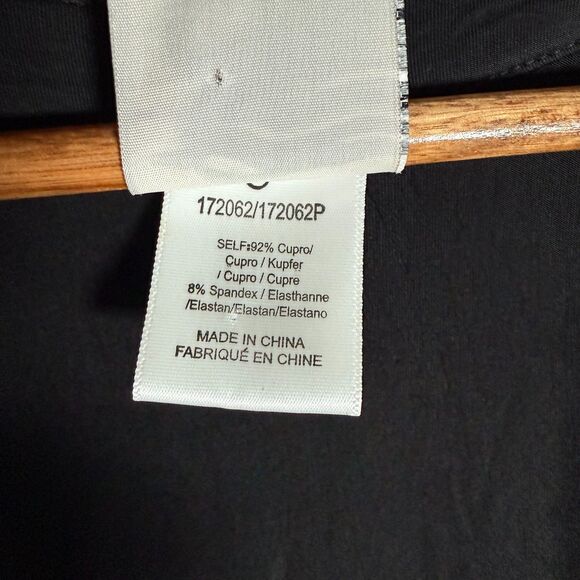 172062/172062P
SELF:92% Cupro/
Cupro / Kupfer
/ Cupro / Cupre
8% Spandex / Elasthanne
/Elastan/Elastan/Elastano
MADE IN CHINA
FABRIQUÉ EN CHINE